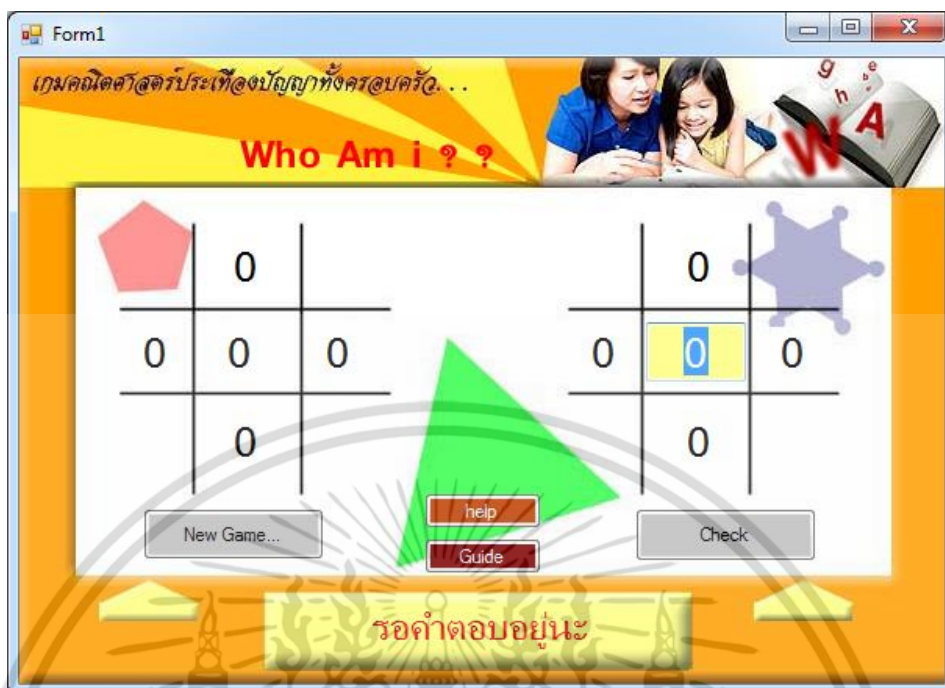 Form1
เกมคณิตศาสตร์ประเทืองปัญญาทั้งครอบครัว. . .
Who Am i ? ?
g e b e h
W A
0 0
0 0 0 0 0 0
0 0
help
New Game... Check
Guide
รอคำตอบอยู่นะ